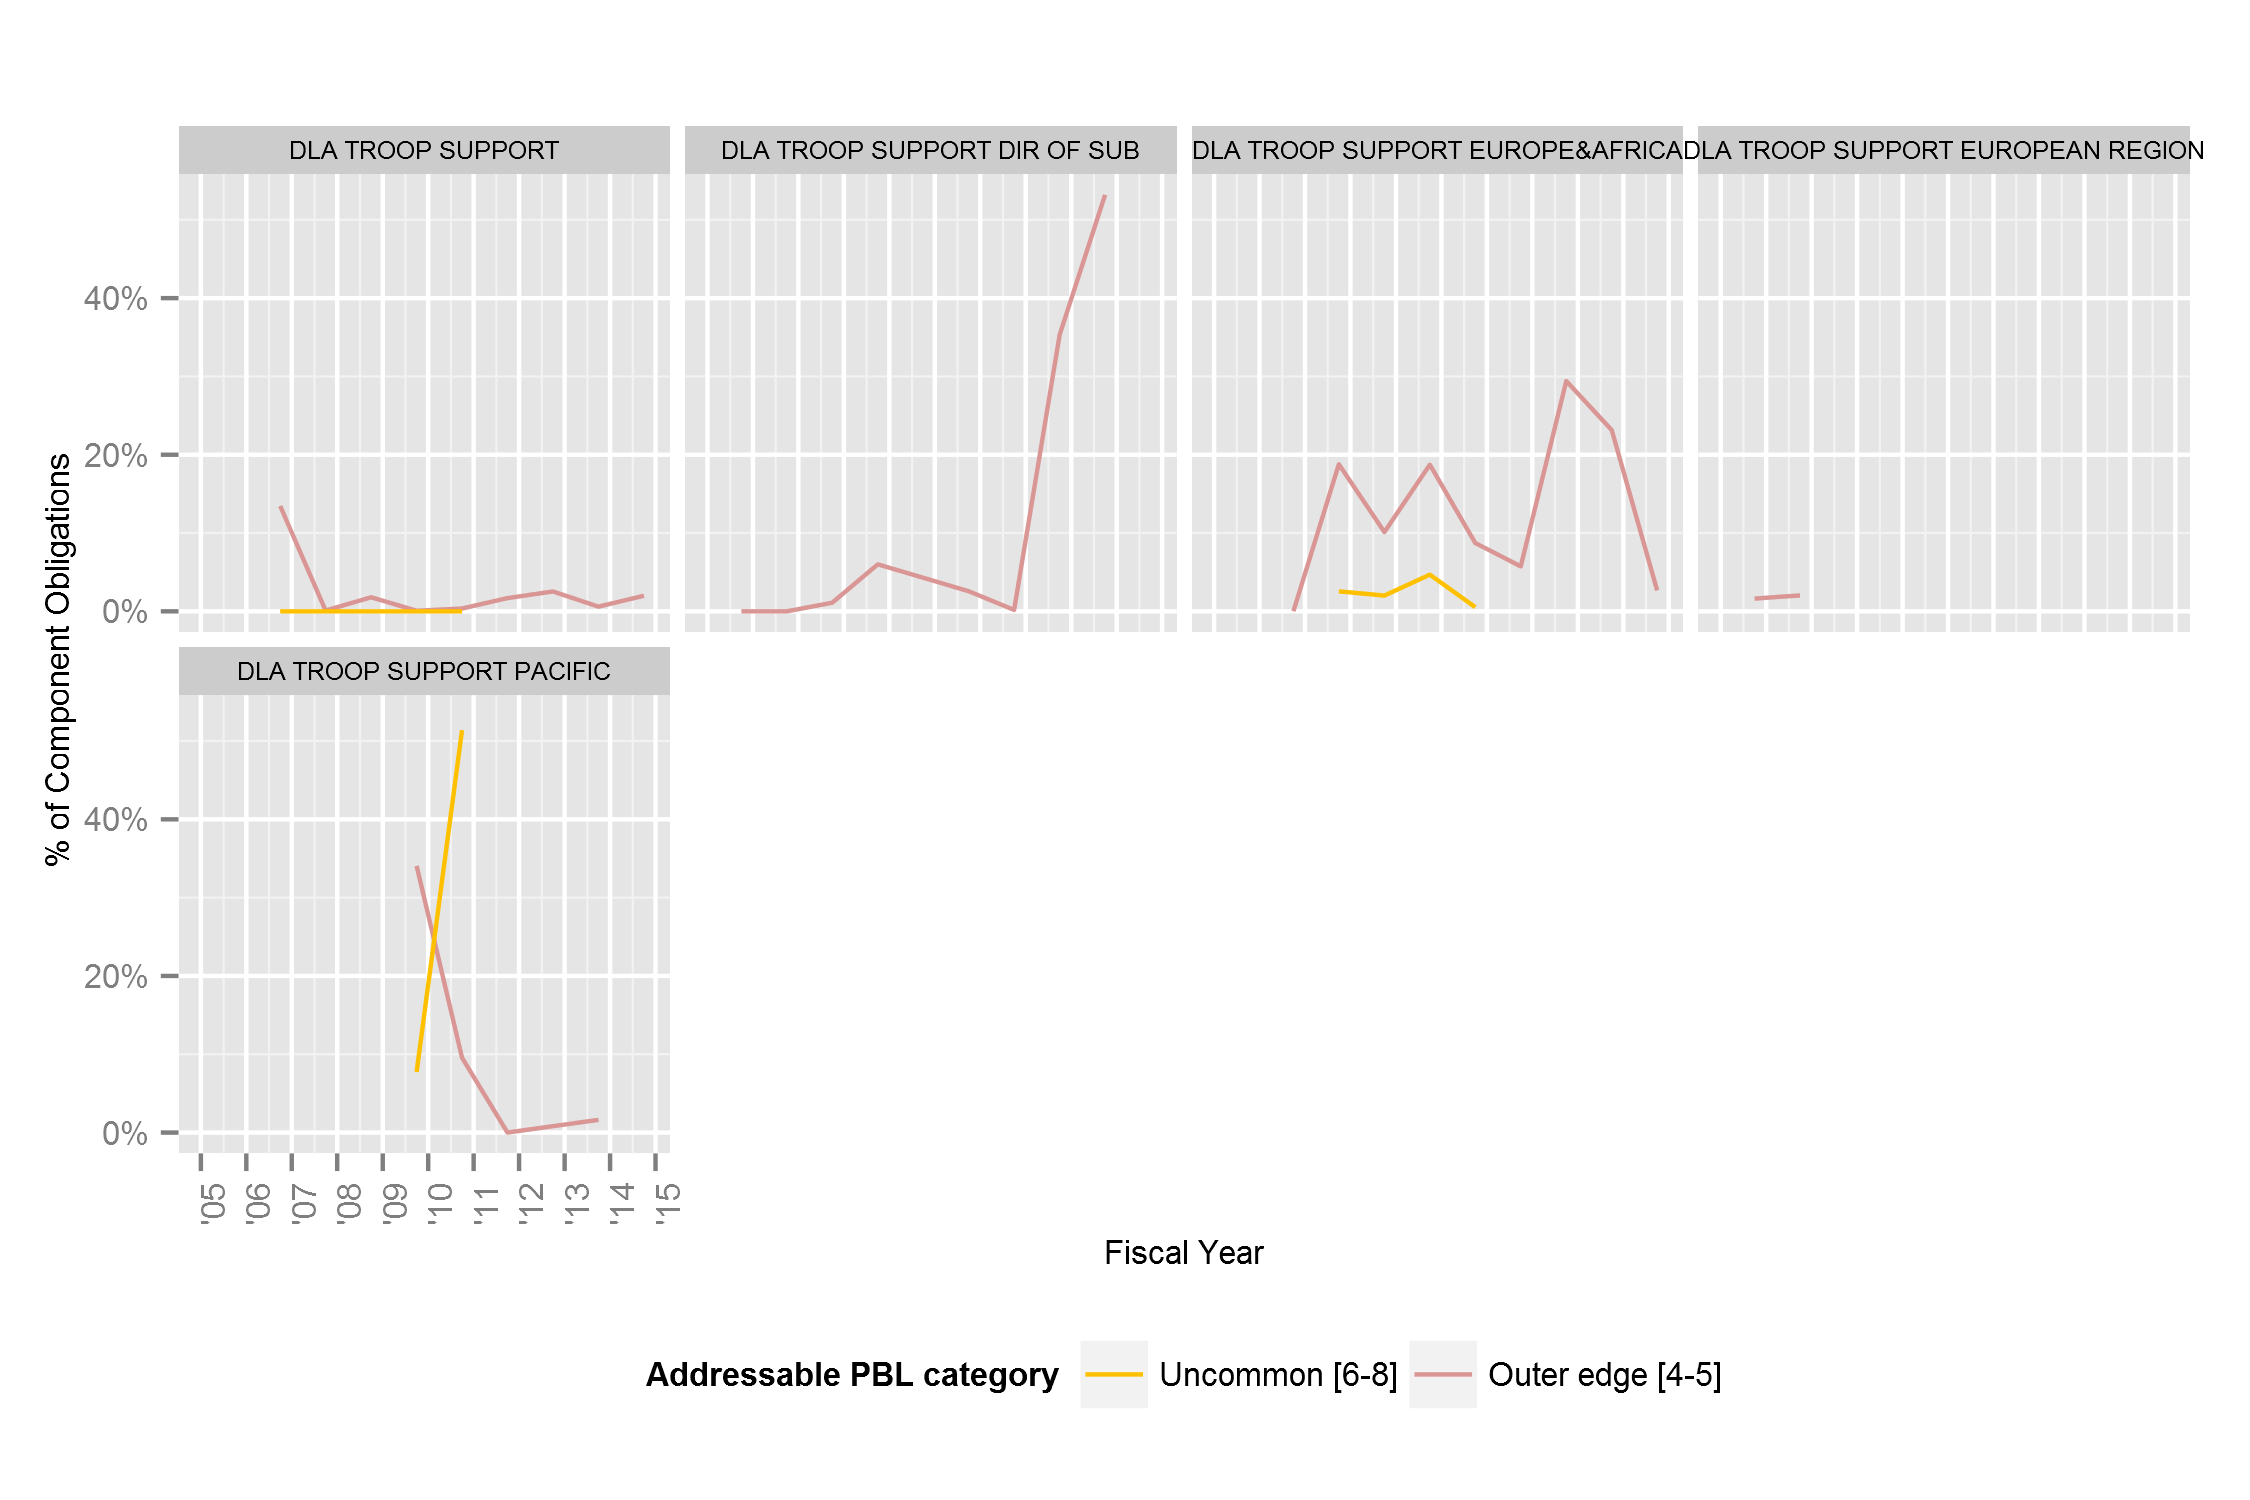 DLA TROOP SUPPORT
DLA TROOP SUPPORT DIR OF SUB
DLA TROOP SUPPORT EUROPE&AFRICA
DLA TROOP SUPPORT EUROPEAN REGION
40%
20%
0%
DLA TROOP SUPPORT PACIFIC
40%
20%
0%
% of Component Obligations
'05
'06
'07
'08
'09
'10
'11
'12
'13
'14
'15
Fiscal Year
Addressable PBL category
Uncommon [6-8]
Outer edge [4-5]